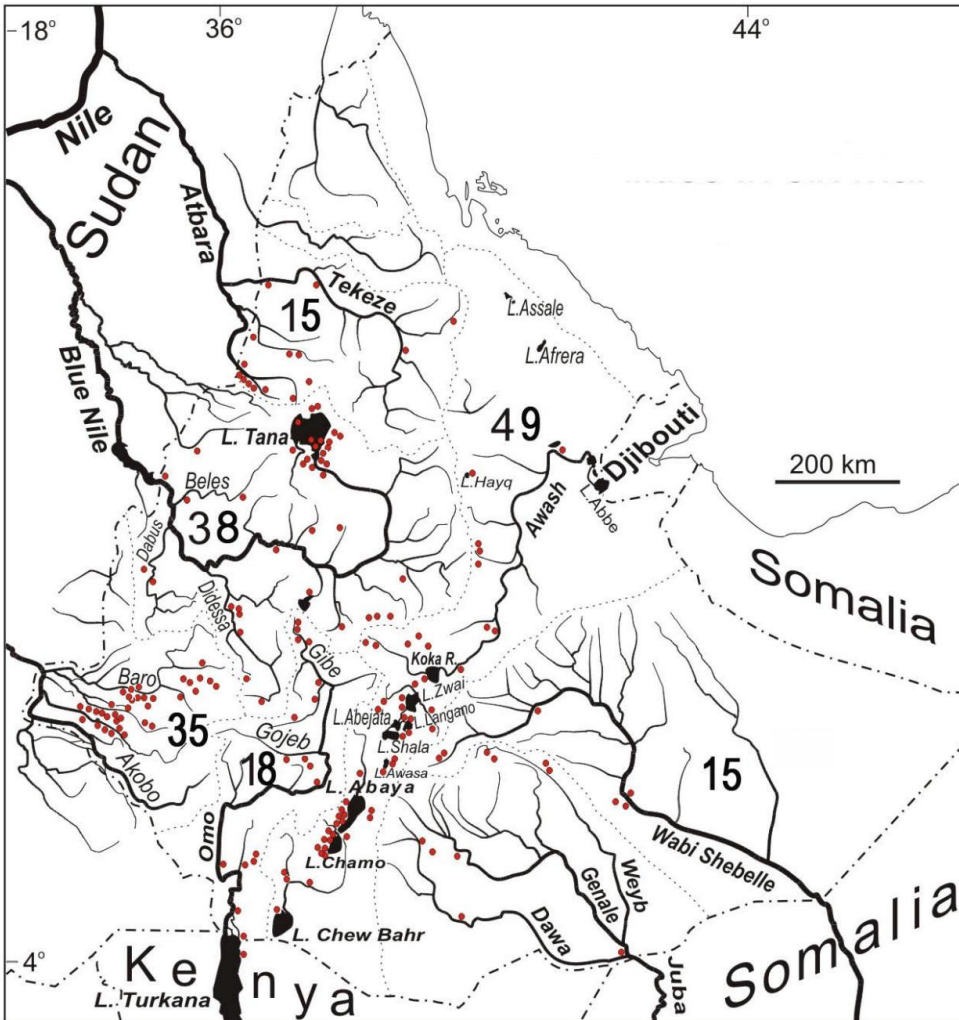 36°
44°
18°
Nile
Sudan
Atbara
Tekeze
15
L.Assale
L.Afrera
Blue Nile
49
L. Tana
Djibouti
200 km
L.Hayq
Awash
L.Abbe
Beles
38
Dabus
Didessa
Somalia
Gibe
Koka R.
Baro
L.Zwai
L.Abejata
L.Langano
35
Gojeb
L.Shala
18
L.Awasa
15
Akobo
L. Abaya
Omo
Wabi Shebelle
L.Chamo
Weyb
Genale
L. Chew Bahr
Dawa
Somalia
4°
Kenya
Juba
L. Turkana